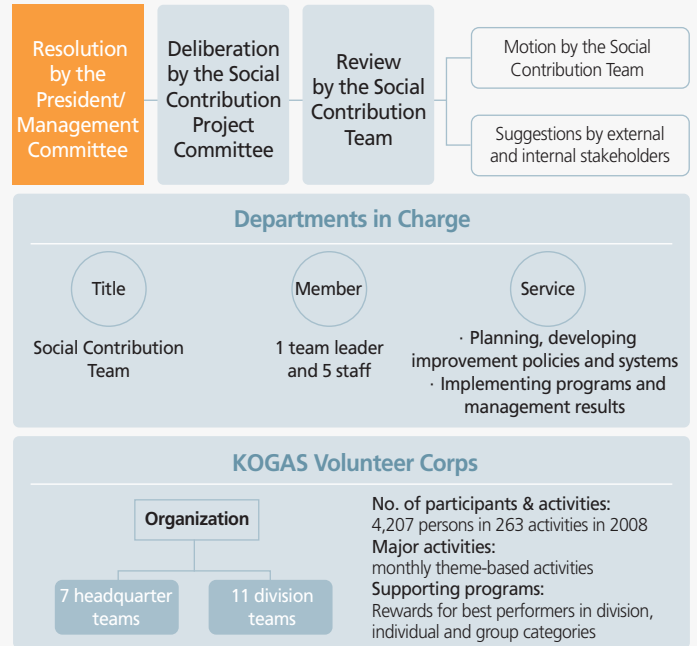 Resolution
by the
President/
Management
Committee
Deliberation
by the Social
Contribution
Project
Committee
Review
by the Social
Contribution
Team
Motion by the Social
Contribution Team
Suggestions by external
and internal stakeholders
Departments in Charge
Title
Social Contribution
Team
Member
1 team leader
and 5 staff
Service
· Planning, developing
improvement policies and systems
· Implementing programs and
management results
KOGAS Volunteer Corps
Organization
7 headquarter
teams
11 division
teams
No. of participants & activities:
4,207 persons in 263 activities in 2008
Major activities:
monthly theme-based activities
Supporting programs:
Rewards for best performers in division,
individual and group categories